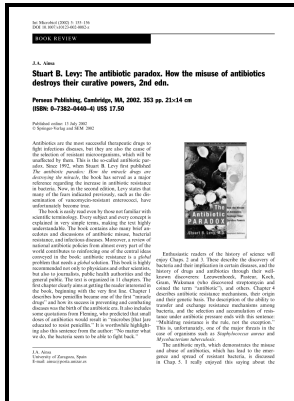 Int Microbiol (2002) 5: 155–156
BOOK REVIEW
J.A. Aínsa
Stuart B. Levy: The antibiotic paradox. How the misuse of antibiotics
destroys their curative powers, 2nd edn.
Perseus Publishing, Cambridge, MA, 2002. 353 pp. 21×14 cm
(ISBN: 0-7382-0440-4) US$ 17.50
Published online: 13 July 2002
© Springer-Verlag and SEM 2002
Antibiotics are the most successful therapeutic drugs to
fight infectious diseases, but they are also the cause of
the selection of resistant microorganisms, which will be
unaffected by them. This is the so-called antibiotic par-
adox. Since 1992, when Stuart B. Levy first published
The antibiotic paradox: How the miracle drugs are
destroying the miracle, the book has served as a major
reference regarding the increase in antibiotic resistance
in bacteria. Now, in the second edition, Levy states that
many of the fears indicated previously, such as the dis-
semination of vancomycin-resistant enterococci, have
unfortunately become true.
The book is easily read even by those not familiar with
scientific terminology. Every subject and every concept is
explained in very simple terms, making the text highly
understandable. The book contains also many brief an-
ecdotes and discussions of antibiotic misuse, bacterial
resistance, and infectious diseases. Moreover, a review of
national antibiotic policies from almost every part of the
world contributes to reinforcing one of the central ideas
conveyed in the book: antibiotic resistance is a global
problem that needs a global solution. This book is highly
recommended not only to physicians and other scientists,
but also to journalists, public health authorities and the
general public. The text is organized in 11 chapters. The
first chapter clearly aims at getting the reader interested in
the book, beginning with the very first line. Chapter 1
describes how penicillin became one of the first "miracle
drugs" and how its success in preventing and combating
disease was the birth of the antibiotic era. It also includes
some quotations from Fleming, who predicted that small
doses of antibiotics would result in "microbes [that ]are
educated to resist penicillin." It is worthwhile highlight-
ing also this sentence from the author: "No matter what
we do, the bacteria seem to be able to fight back."
J.A. Aínsa
University of Zaragoza, Spain
ANTIBIOTIC
PARADOX
Enthusiastic readers of the history of science will
enjoy Chaps. 2 and 3. These describe the discovery of
bacteria and their implication in certain diseases, and the
history of drugs and antibiotics through their well-
known discoverers: Leeuwenhoek, Pasteur, Koch,
Gram, Waksman (who discovered streptomycin and
coined the term "antibiotic"), and others. Chapter 4
describes antibiotic resistance mechanisms, their origin
and their genetic basis. The description of the ability to
transfer and exchange resistance mechanisms among
bacteria, and the selection and accumulation of resis-
tance under antibiotic pressure ends with this sentence:
"Multidrug resistance is the rule, not the exception."
This is, unfortunately, one of the major threats in the
case of organisms such as Staphylococcus aureus and
Mycobacterium tuberculosis.
The antibiotic myth, which demonstrates the misuse
and abuse of antibiotics, which has lead to the emer-
gence and spread of resistant bacteria, is discussed
in Chap. 5. I really enjoyed this saying about the